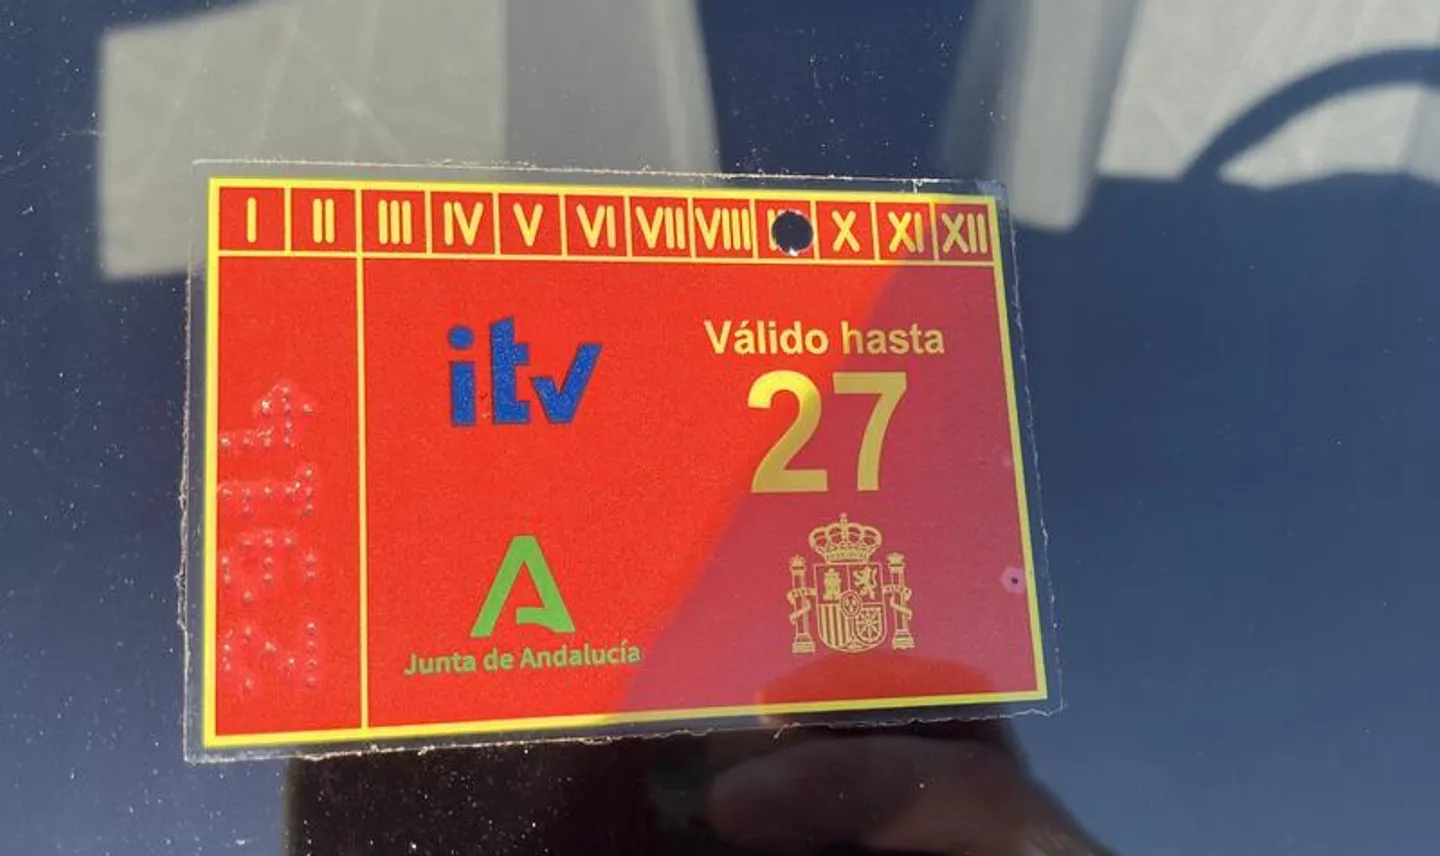 I II III IV V VI VII VIII X XI XII
itv
Válido hasta
27
Junta de Andalucía